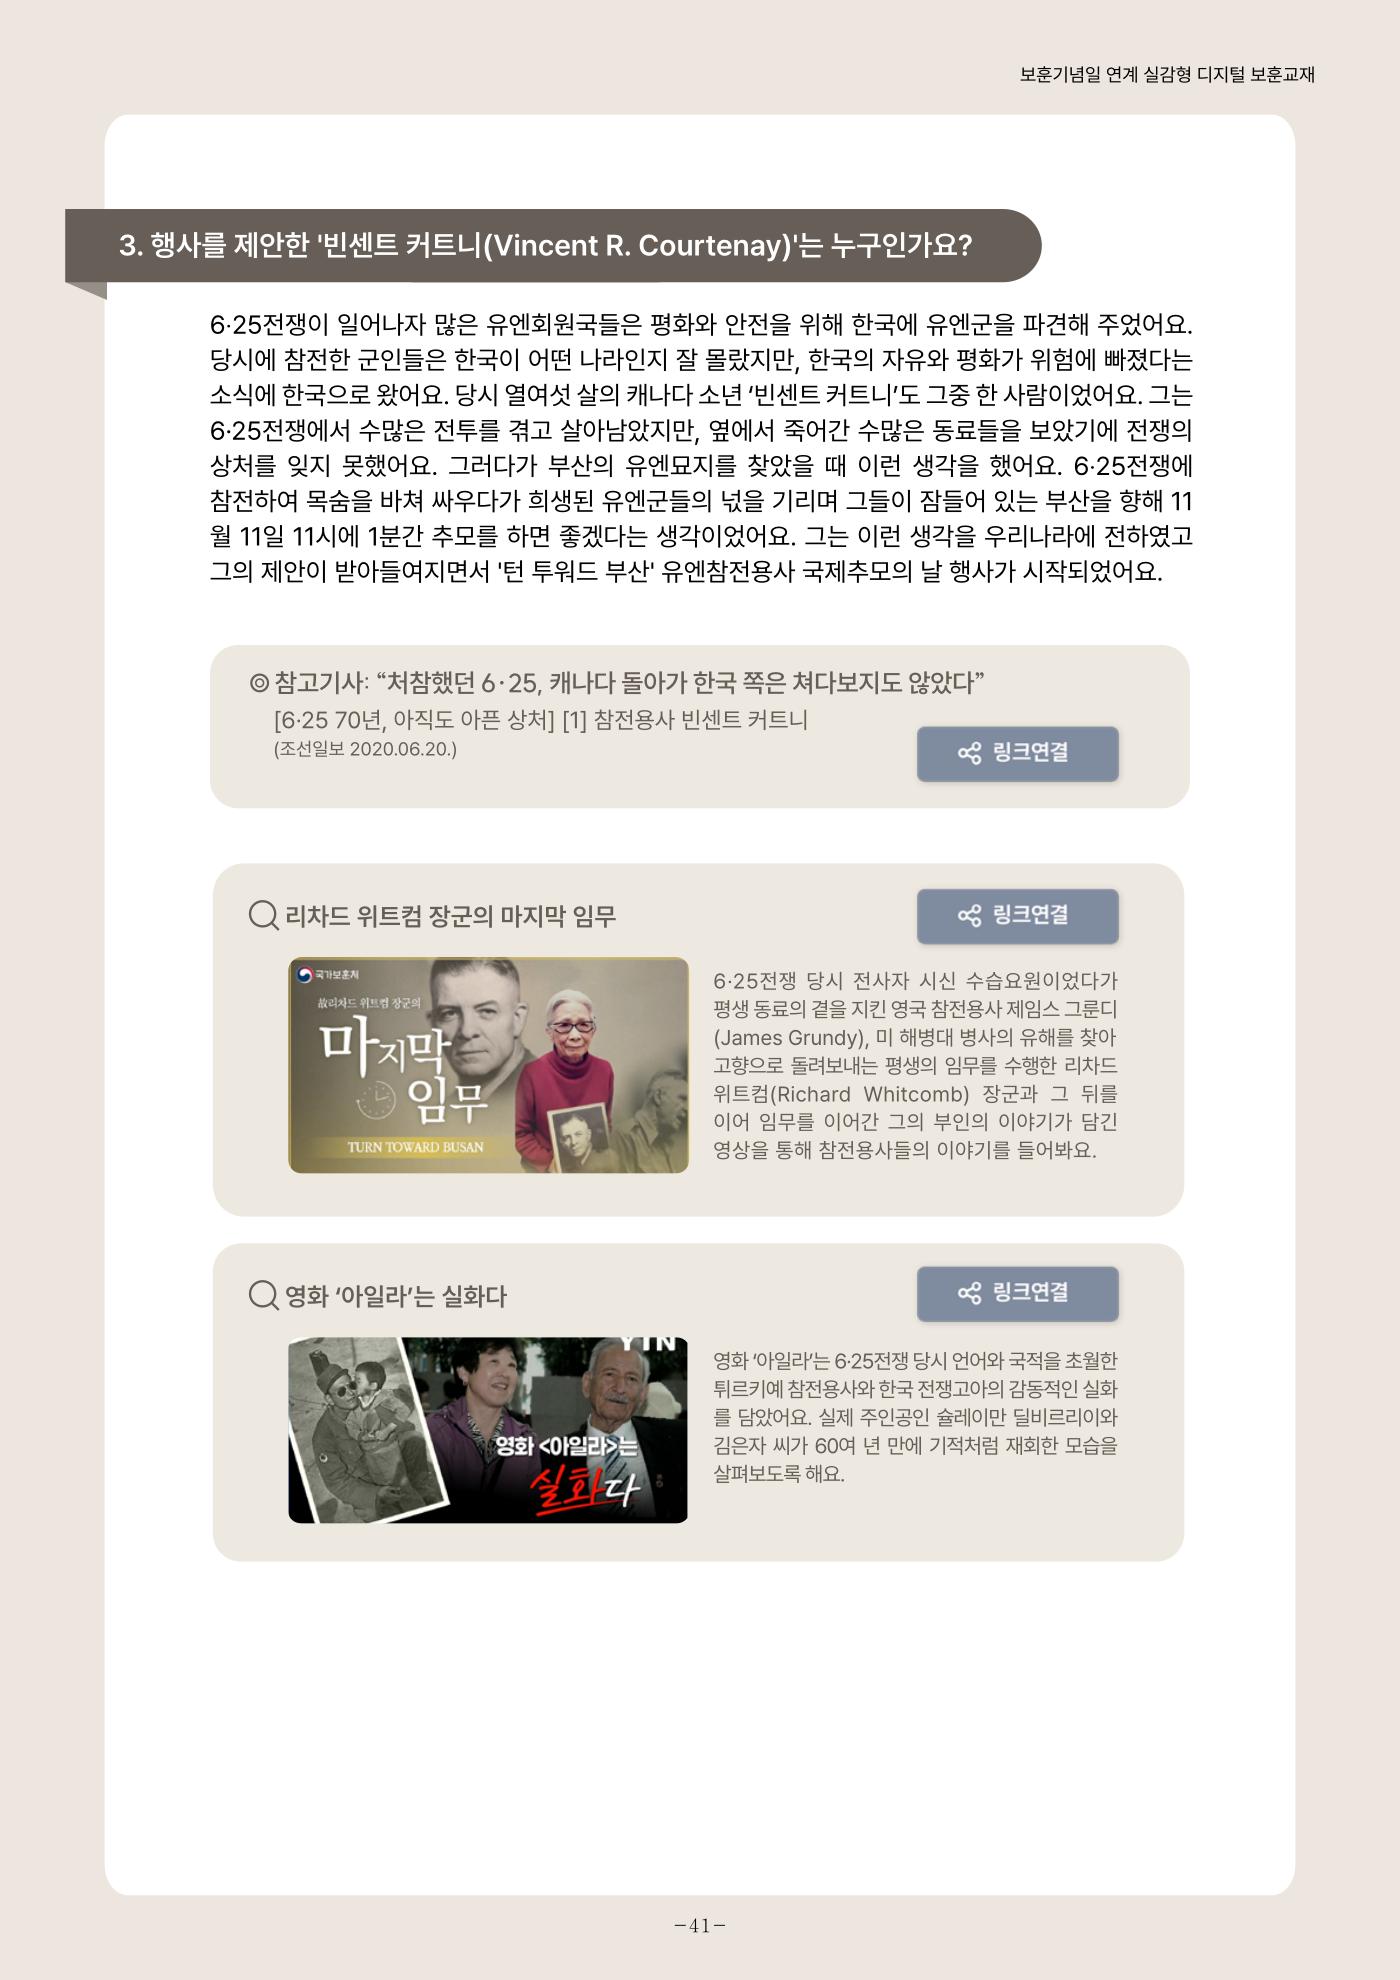 보훈기념일 연계 실감형 디지털 보훈교재
3. 행사를 제안한 '빈센트 커트니(Vincent R. Courtenay)'는 누구인가요?
6·25전쟁이 일어나자 많은 유엔회원국들은 평화와 안전을 위해 한국에 유엔군을 파견해 주었어요.
당시에 참전한 군인들은 한국이 어떤 나라인지 잘 몰랐지만, 한국의 자유와 평화가 위험에 빠졌다는
소식에 한국으로 왔어요. 당시 열여섯 살의 캐나다 소년 ‘빈센트 커트니’도 그중 한 사람이었어요. 그는
6·25전쟁에서 수많은 전투를 겪고 살아남았지만, 옆에서 죽어간 수많은 동료들을 보았기에 전쟁의
상처를 잊지 못했어요. 그러다가 부산의 유엔묘지를 찾았을 때 이런 생각을 했어요. 6·25전쟁에
참전하여 목숨을 바쳐 싸우다가 희생된 유엔군들의 넋을 기리며 그들이 잠들어 있는 부산을 향해 11
월 11일 11시에 1분간 추모를 하면 좋겠다는 생각이었어요. 그는 이런 생각을 우리나라에 전하였고
그의 제안이 받아들여지면서 '턴 투워드 부산' 유엔참전용사 국제추모의 날 행사가 시작되었어요.
◎ 참고기사: “처참했던 6·25, 캐나다 돌아가 한국 쪽은 쳐다보지도 않았다”
[6·25 70년, 아직도 아픈 상처] [1] 참전용사 빈센트 커트니
(조선일보 2020.06.20.)
링크연결
리차드 위트컴 장군의 마지막 임무
링크연결
국가보훈처
故리차드 위트컴 장군의
마지막
임무
TURN TOWARD BUSAN
6·25전쟁 당시 전사자 시신 수습요원이었다가
평생 동료의 곁을 지킨 영국 참전용사 제임스 그룬디
(James Grundy), 미 해병대 병사의 유해를 찾아
고향으로 돌려보내는 평생의 임무를 수행한 리차드
위트컴(Richard Whitcomb) 장군과 그 뒤를
이어 임무를 이어간 그의 부인의 이야기가 담긴
영상을 통해 참전용사들의 이야기를 들어봐요.
영화 ‘아일라’는 실화다
링크연결
YTN
영화 <아일라>는
실화다
영화 ‘아일라’는 6·25전쟁 당시 언어와 국적을 초월한
튀르키예 참전용사와 한국 전쟁고아의 감동적인 실화
를 담았어요. 실제 주인공인 슐레이만 딜비르리이와
김은자 씨가 60여 년 만에 기적처럼 재회한 모습을
살펴보도록 해요.
-41-